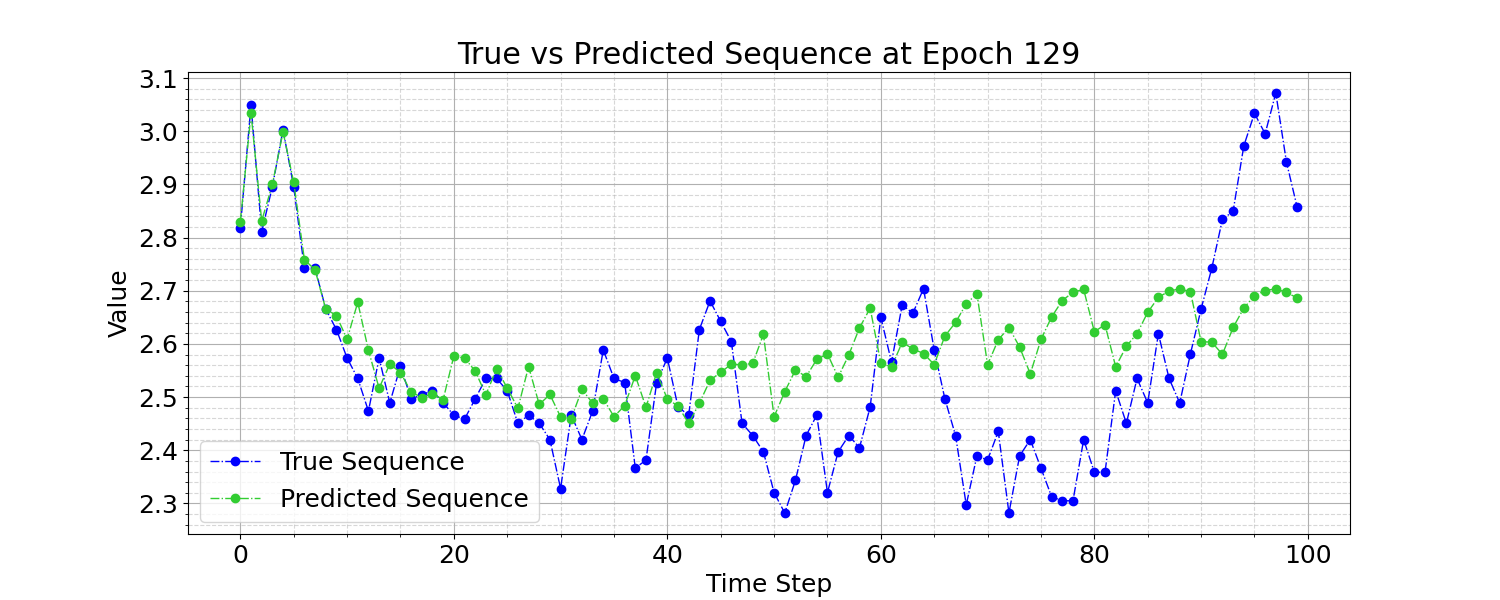 True vs Predicted Sequence at Epoch 129
3.1
3.0
2.9
2.8
2.7
2.6
2.5
2.4
2.3
Value
True Sequence
Predicted Sequence
0 20 40 60 80 100
Time Step